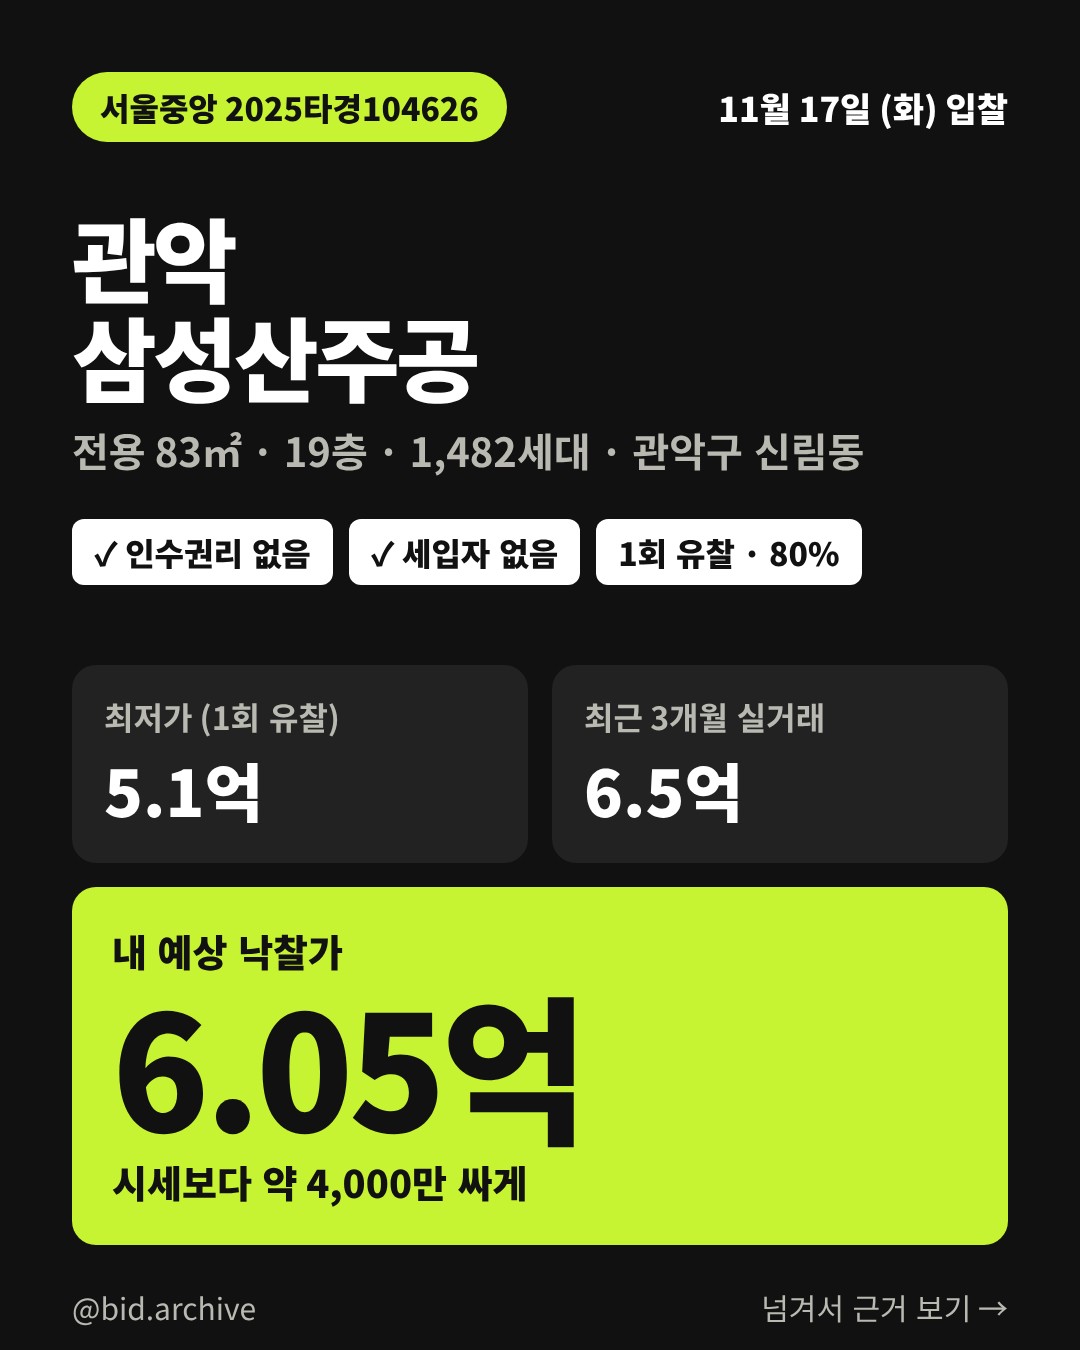 서울중앙 2025타경104626
11월 17일 (화) 입찰
관악
삼성산주공
전용 83㎡ · 19층 · 1,482세대 · 관악구 신림동
✓ 인수권리 없음
✓ 세입자 없음
1회 유찰 · 80%
최저가 (1회 유찰)
5.1억
최근 3개월 실거래
6.5억
내 예상 낙찰가
6.05억
시세보다 약 4,000만 싸게
@bid.archive
넘겨서 근거 보기 →